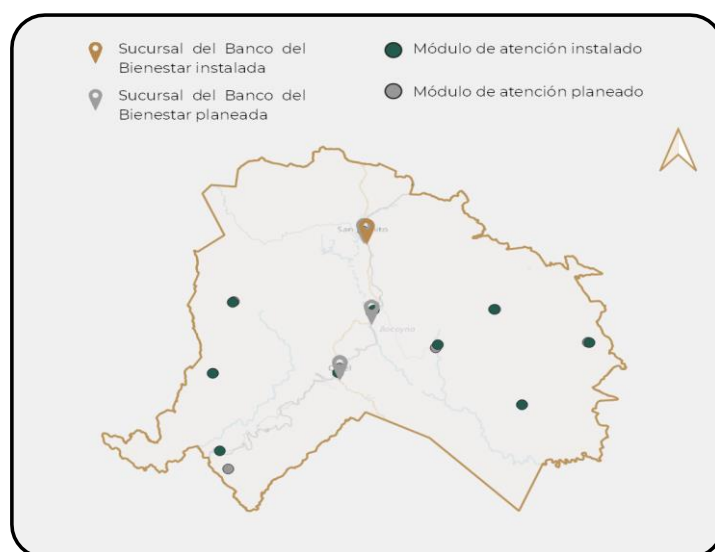 Sucursal del Banco del
Bienestar instalada
Sucursal del Banco del
Bienestar planeada
Módulo de atención instalado
Módulo de atención planeado
San